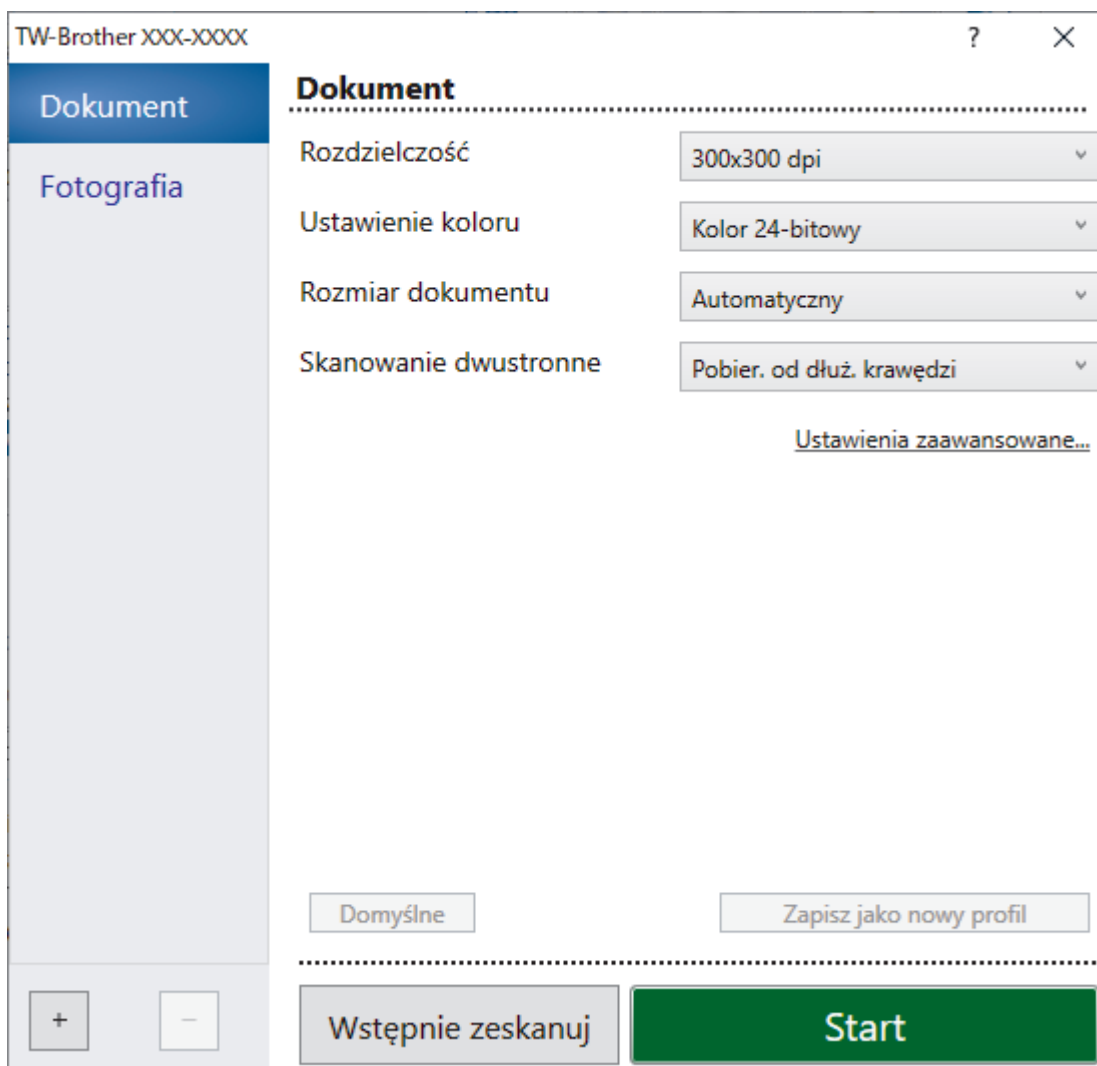 TW-Brother XXX-XXXX ?
Dokument
Fotografia
Dokument
Rozdzielczość 300x300 dpi
Ustawienie koloru Kolor 24-bitowy
Rozmiar dokumentu Automatyczny
Skanowanie dwustronne Pobier. od dłuż. krawędzi
Ustawienia zaawansowane...
Domyślne Zapisz jako nowy profil
+ −
Wstępnie zeskanuj Start